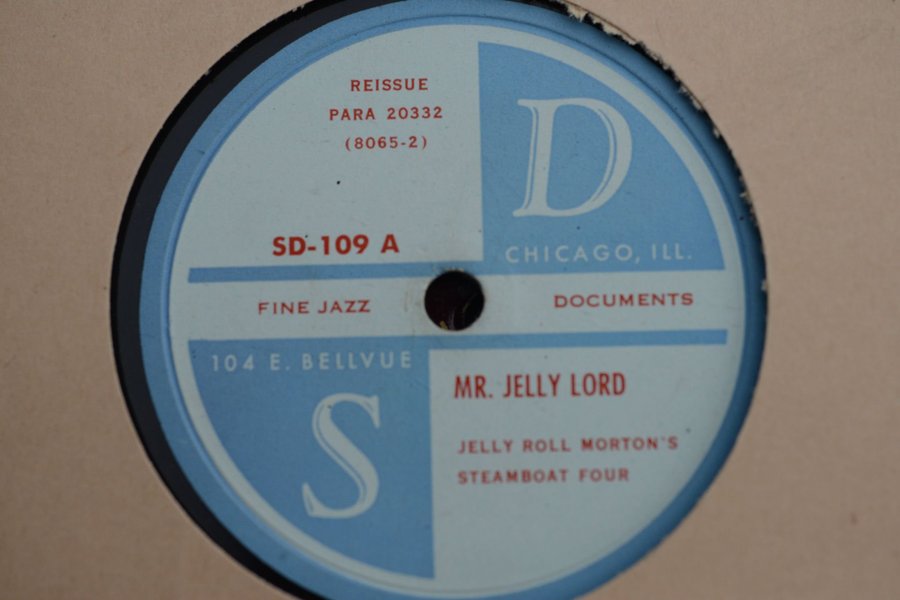 REISSUE
PARA 20332
(8065-2)
D
SD-109 A
CHICAGO, ILL.
FINE JAZZ DOCUMENTS
104 E. BELLVUE
S
MR. JELLY LORD
JELLY ROLL MORTON'S
STEAMBOAT FOUR